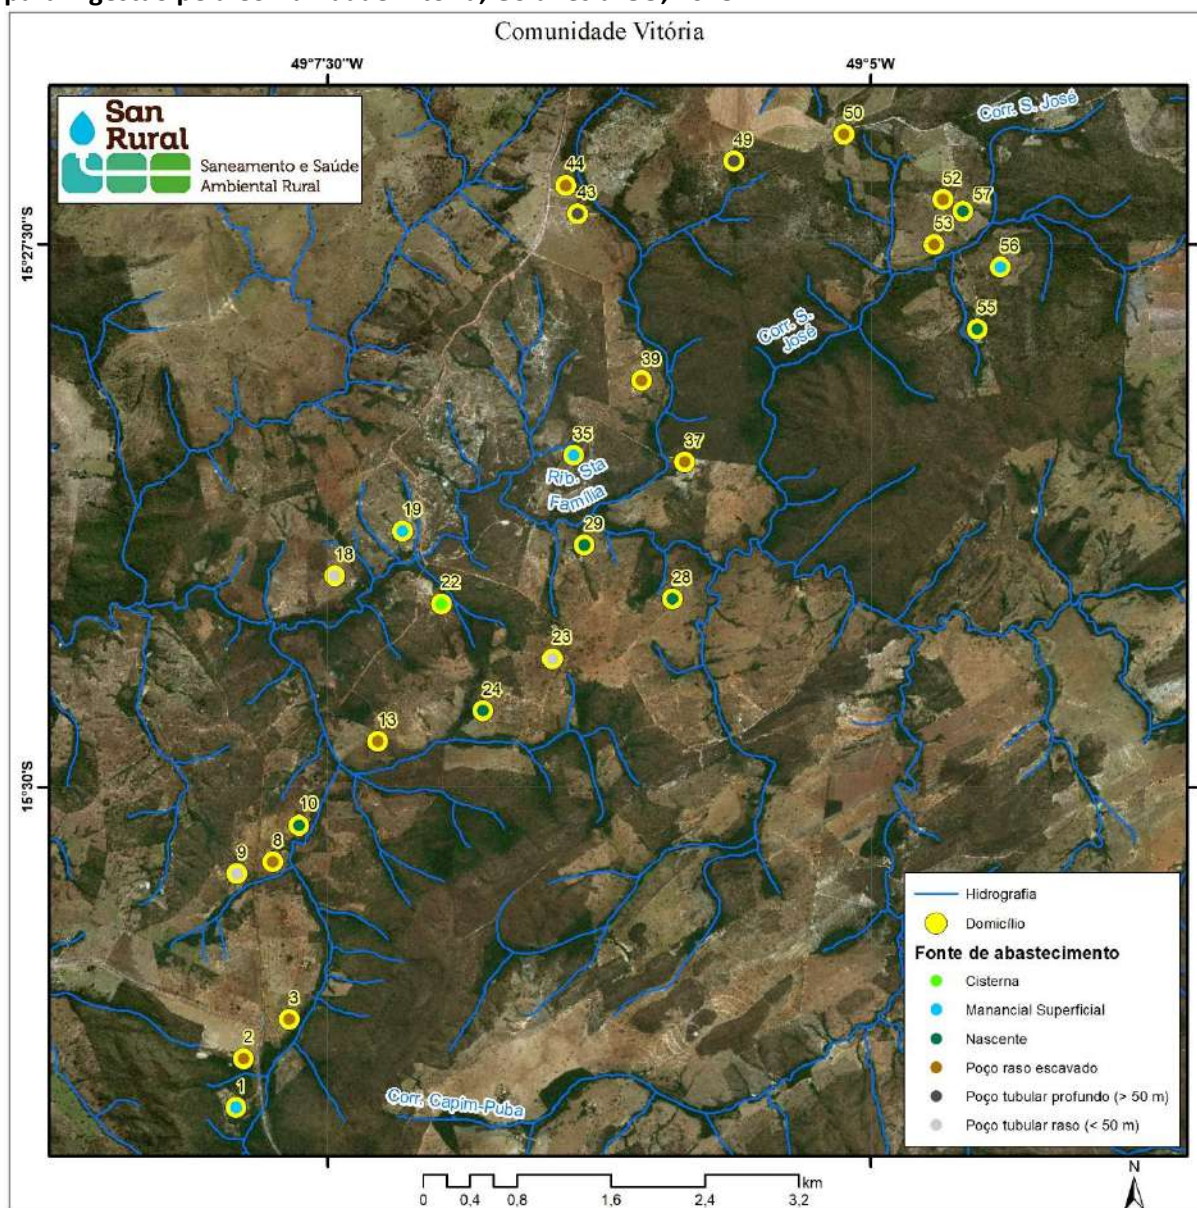 Comunidade Vitória
49°7'30"W
49°5'W
San
Rural
Saneamento e Saúde
Ambiental Rural
Corr. S. José
50
49
44
43
52
57
53
15°27'30"S
56
55
Corr. S.
José
39
35
37
Rib. Sta
Família
19
29
18
28
22
23
24
13
15°30'S
10
8
9
Hidrografia
Domicílio
Fonte de abastecimento
Cisterna
Manancial Superficial
Nascente
Poço raso escavado
Poço tubular profundo (> 50 m)
Poço tubular raso (< 50 m)
3
2
1
Corr. Capim-Puba
km
0 0,4 0,8 1,6 2,4 3,2
N